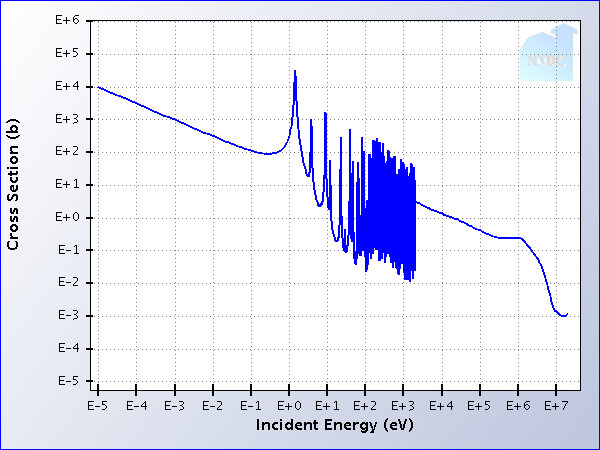 E+6
E+5
E+4
E+3
E+2
E+1
E+0
E-1
E-2
E-3
E-4
E-5
Cross Section (b)
NNDC
E-5 E-4 E-3 E-2 E-1 E+0 E+1 E+2 E+3 E+4 E+5 E+6 E+7
Incident Energy (eV)